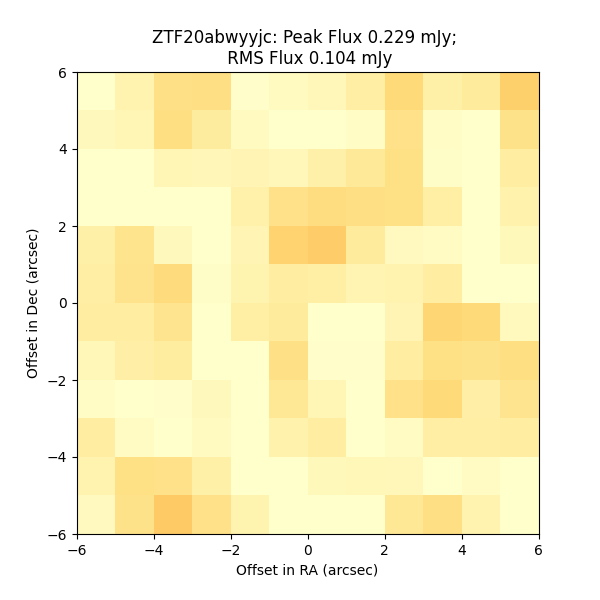 ZTF20abwyyjc: Peak Flux 0.229 mJy;
RMS Flux 0.104 mJy
6
4
2
0
−2
−4
−6
Offset in Dec (arcsec)
−6 −4 −2 0 2 4 6
Offset in RA (arcsec)